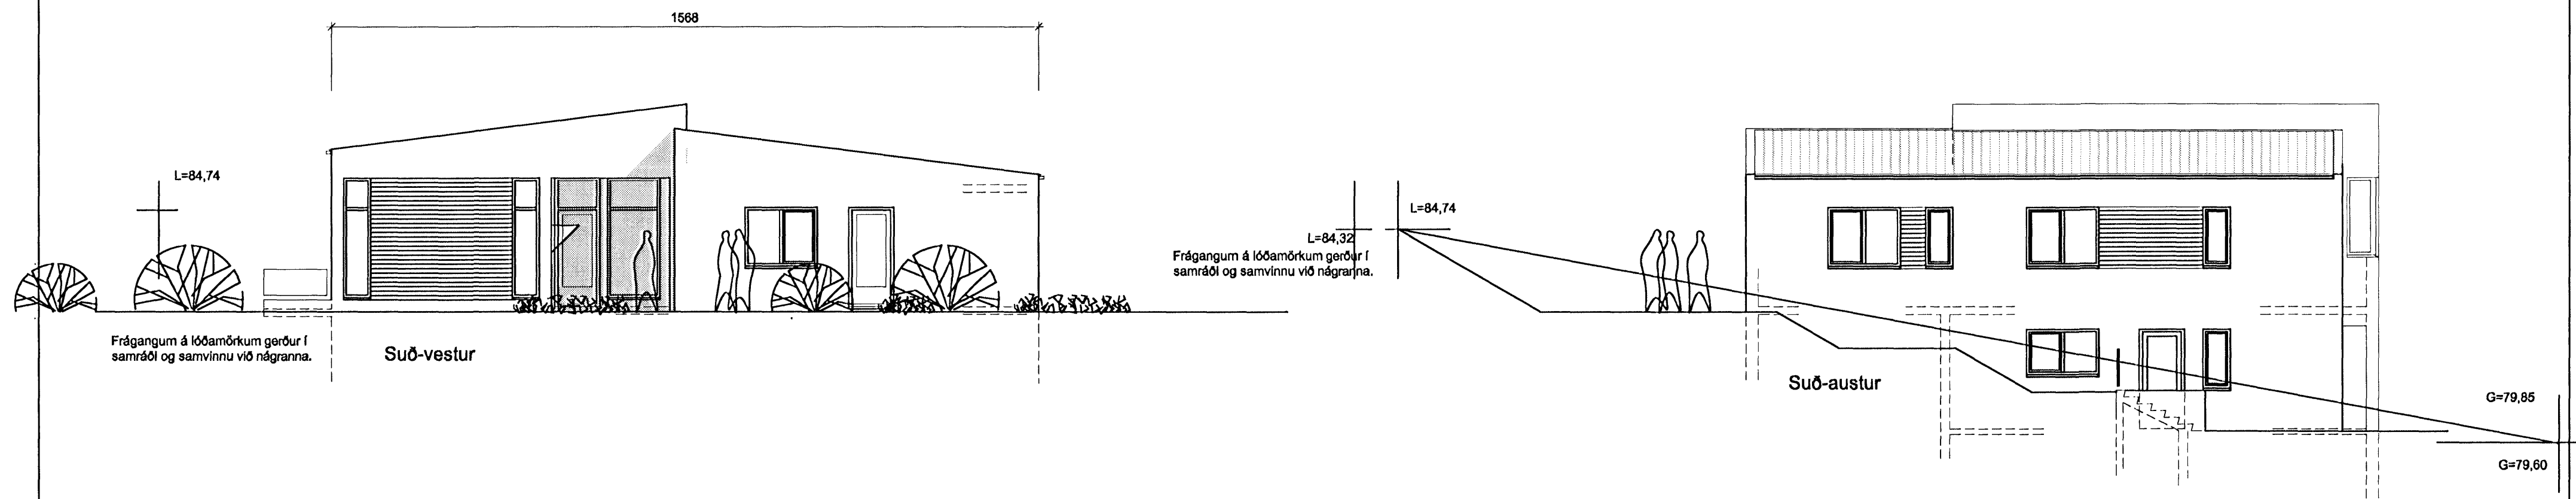 1568
L=84,74
Frágangum á lóðamörkum gerður í
samráði og samvinnu við nágranna.
Suð-vestur
L=84,74
L=84,32
Frágangum á lóðamörkum gerður í
samráði og samvinnu við nágranna.
Suð-austur
G=79,85
G=79,60